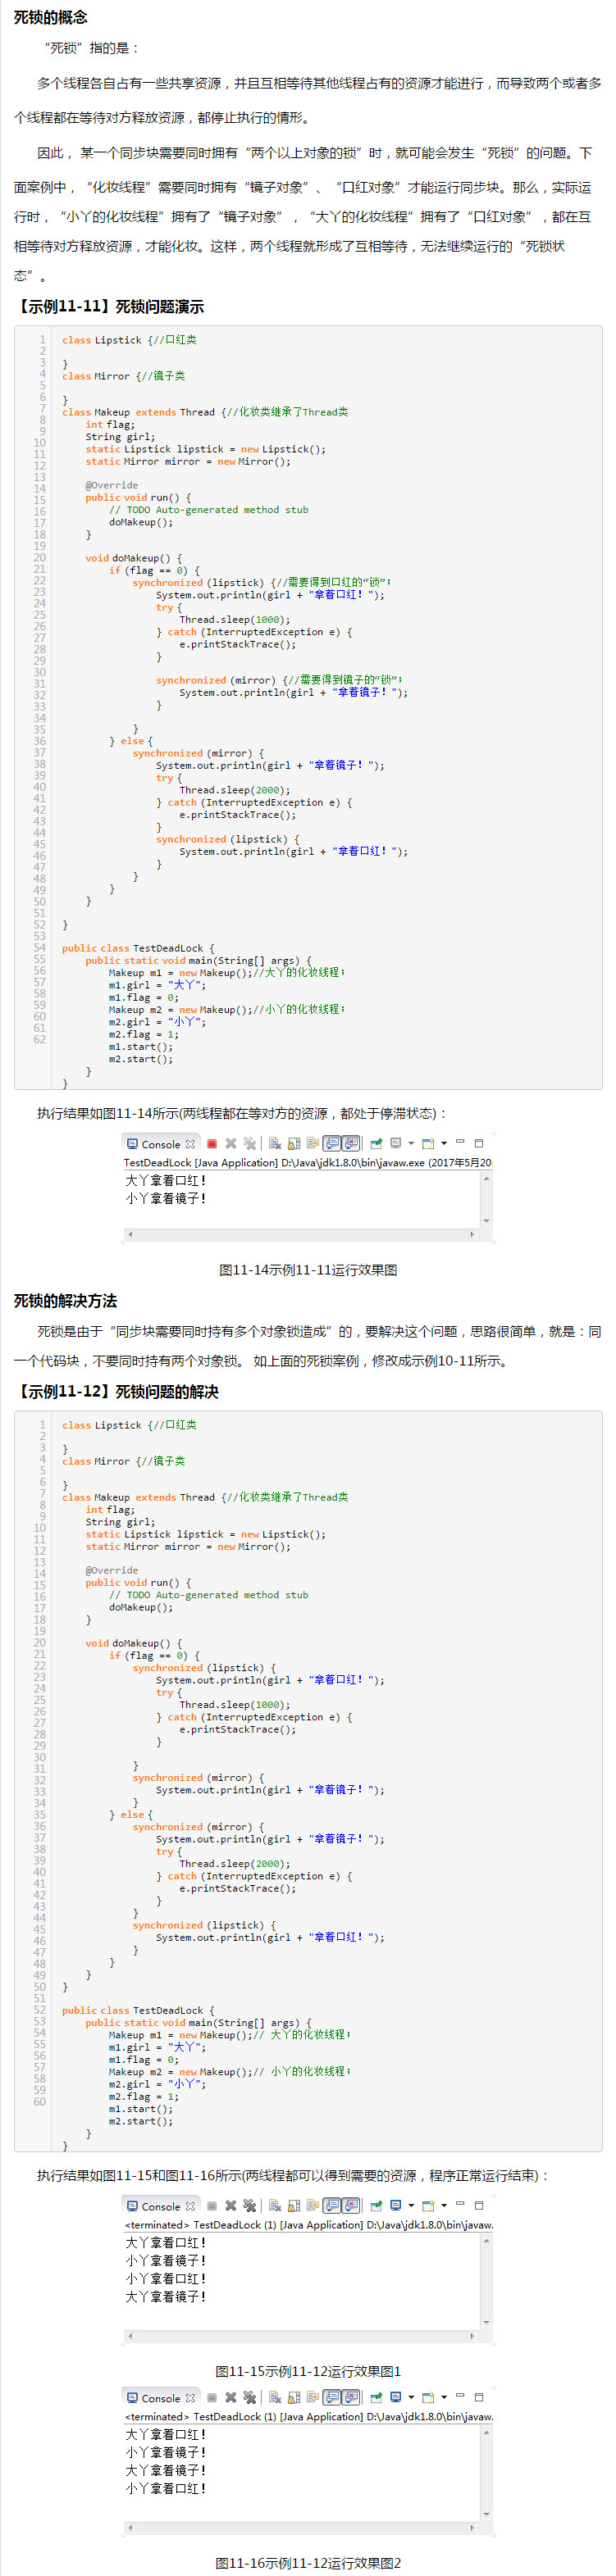 死锁的概念
“死锁”指的是：
多个线程各自占有一些共享资源，并且互相等待其他线程占有的资源才能进行，而导致两个或者多
个线程都在等待对方释放资源，都停止执行的情形。
因此， 某一个同步块需要同时拥有“两个以上对象的锁”时，就可能会发生“死锁”的问题。下
面案例中，“化妆线程”需要同时拥有“镜子对象”、“口红对象”才能运行同步块。那么，实际运
行时，“小丫的化妆线程”拥有了“镜子对象”，“大丫的化妆线程”拥有了“口红对象”，都在互
相等待对方释放资源，才能化妆。这样，两个线程就形成了互相等待，无法继续运行的“死锁状
态”。
【示例11-11】死锁问题演示
1 class Lipstick {//口红类
2
3 }
4 class Mirror {//镜子类
5
6 }
7 class Makeup extends Thread {//化妆类继承了Thread类
8 int flag;
9 String girl;
10 static Lipstick lipstick = new Lipstick();
11 static Mirror mirror = new Mirror();
12
13 @Override
14 public void run() {
15 // TODO Auto-generated method stub
16 doMakeup();
17 }
18
19 void doMakeup() {
20 if (flag == 0) {
21 synchronized (lipstick) {//需要得到口红的“锁”;
22 System.out.println(girl + "拿着口红！");
23 try {
24 Thread.sleep(1000);
25 } catch (InterruptedException e) {
26 e.printStackTrace();
27 }
28
29 synchronized (mirror) {//需要得到镜子的“锁”;
30 System.out.println(girl + "拿着镜子！");
31 }
32
33 }
34 } else {
35 synchronized (mirror) {
36 System.out.println(girl + "拿着镜子！");
37 try {
38 Thread.sleep(2000);
39 } catch (InterruptedException e) {
40 e.printStackTrace();
41 }
42 synchronized (lipstick) {
43 System.out.println(girl + "拿着口红！");
44 }
45 }
46 }
47 }
48
49 }
50
51 public class TestDeadLock {
52 public static void main(String[] args) {
53 Makeup m1 = new Makeup();//大丫的化妆线程;
54 m1.girl = "大丫";
55 m1.flag = 0;
56 Makeup m2 = new Makeup();//小丫的化妆线程;
57 m2.girl = "小丫";
58 m2.flag = 1;
59 m1.start();
60 m2.start();
61 }
62 }
执行结果如图11-14所示(两线程都在等对方的资源，都处于停滞状态)：
Console
TestDeadLock [Java Application] D:\Java\jdk1.8.0\bin\javaw.exe (2017年5月20
大丫拿着口红！
小丫拿着镜子！
图11-14示例11-11运行效果图
死锁的解决方法
死锁是由于“同步块需要同时持有多个对象锁造成”的，要解决这个问题，思路很简单，就是：同
一个代码块，不要同时持有两个对象锁。 如上面的死锁案例，修改成示例10-11所示。
【示例11-12】死锁问题的解决
1 class Lipstick {//口红类
2
3 }
4 class Mirror {//镜子类
5
6 }
7 class Makeup extends Thread {//化妆类继承了Thread类
8 int flag;
9 String girl;
10 static Lipstick lipstick = new Lipstick();
11 static Mirror mirror = new Mirror();
12
13 @Override
14 public void run() {
15 // TODO Auto-generated method stub
16 doMakeup();
17 }
18
19 void doMakeup() {
20 if (flag == 0) {
21 synchronized (lipstick) {
22 System.out.println(girl + "拿着口红！");
23 try {
24 Thread.sleep(1000);
25 } catch (InterruptedException e) {
26 e.printStackTrace();
27 }
28
29 }
30 synchronized (mirror) {
31 System.out.println(girl + "拿着镜子！");
32 }
33 } else {
34 synchronized (mirror) {
35 System.out.println(girl + "拿着镜子！");
36 try {
37 Thread.sleep(2000);
38 } catch (InterruptedException e) {
39 e.printStackTrace();
40 }
41 }
42 synchronized (lipstick) {
43 System.out.println(girl + "拿着口红！");
44 }
45 }
46 }
47 }
48
49 public class TestDeadLock {
50 public static void main(String[] args) {
51 Makeup m1 = new Makeup();// 大丫的化妆线程;
52 m1.girl = "大丫";
53 m1.flag = 0;
54 Makeup m2 = new Makeup();// 小丫的化妆线程;
55 m2.girl = "小丫";
56 m2.flag = 1;
57 m1.start();
58 m2.start();
59 }
60 }
执行结果如图11-15和图11-16所示(两线程都可以得到需要的资源，程序正常运行结束)：
Console
<terminated> TestDeadLock (1) [Java Application] D:\Java\jdk1.8.0\bin\javaw.
大丫拿着口红！
小丫拿着镜子！
小丫拿着口红！
大丫拿着镜子！
图11-15示例11-12运行效果图1
Console
<terminated> TestDeadLock (1) [Java Application] D:\Java\jdk1.8.0\bin\javaw.
大丫拿着口红！
小丫拿着镜子！
大丫拿着镜子！
小丫拿着口红！
图11-16示例11-12运行效果图2